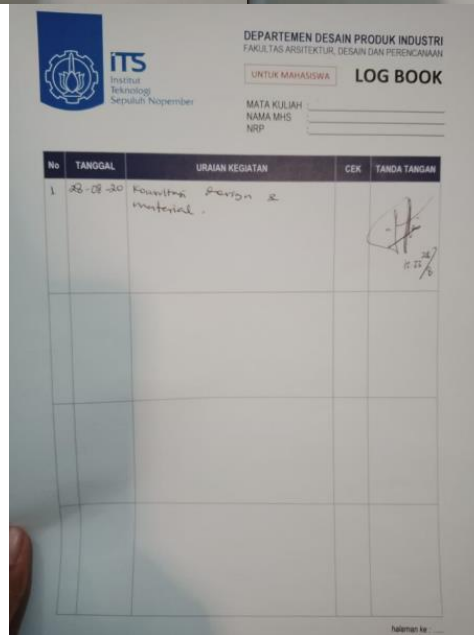 ITS
Institut
Teknologi
Sepuluh Nopember
DEPARTEMEN DESAIN PRODUK INDUSTRI
FAKULTAS ARSITEKTUR, DESAIN DAN PERENCANAAN
UNTUK MAHASISWA
LOG BOOK
MATA KULIAH :
NAMA MHS :
NRP :
No TANGGAL URAIAN KEGIATAN CEK TANDA TANGAN
1 28-08-20 Konsultasi Design &
material.
halaman ke : .....